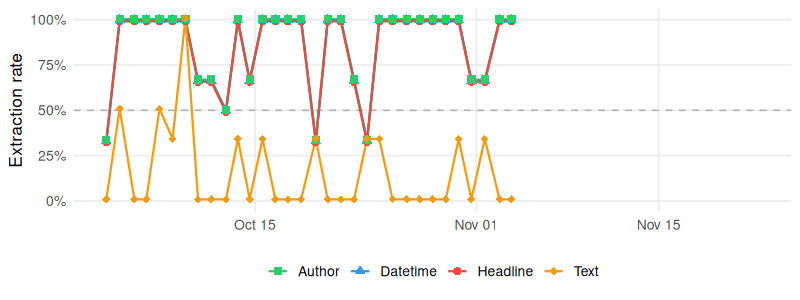 Extraction rate
100%
75%
50%
25%
0%
Oct 15 Nov 01 Nov 15
Author Datetime Headline Text